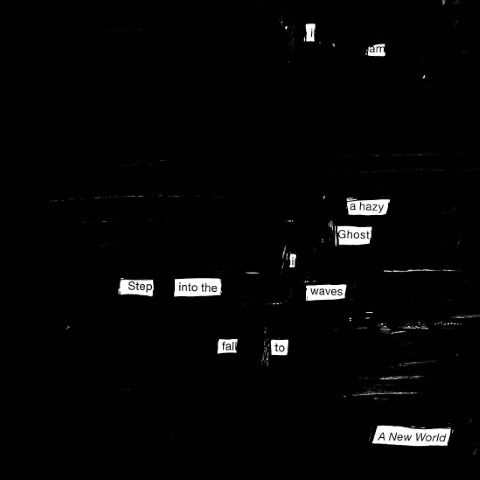 i
am
a hazy
Ghost
i
Step into the waves
fall to
A New World